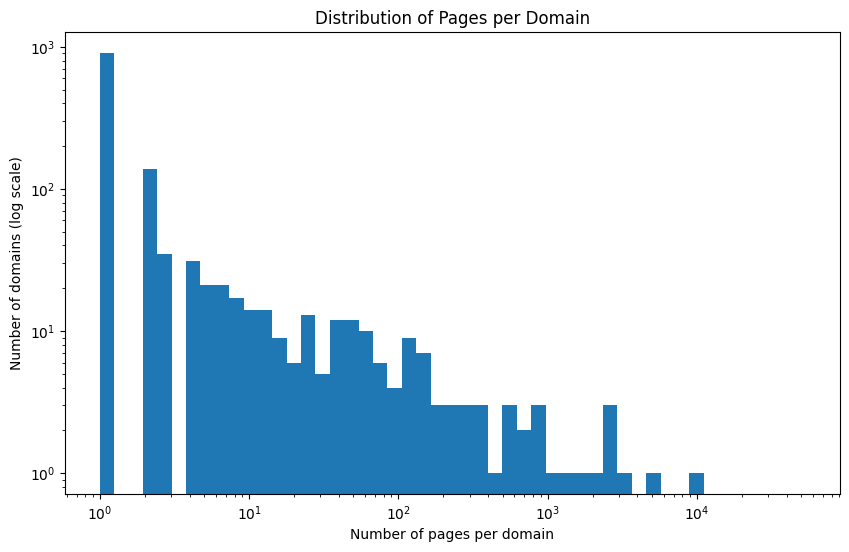 Distribution of Pages per Domain
Number of domains (log scale)
10³
10²
10¹
10⁰
10⁰ 10¹ 10² 10³ 10⁴
Number of pages per domain